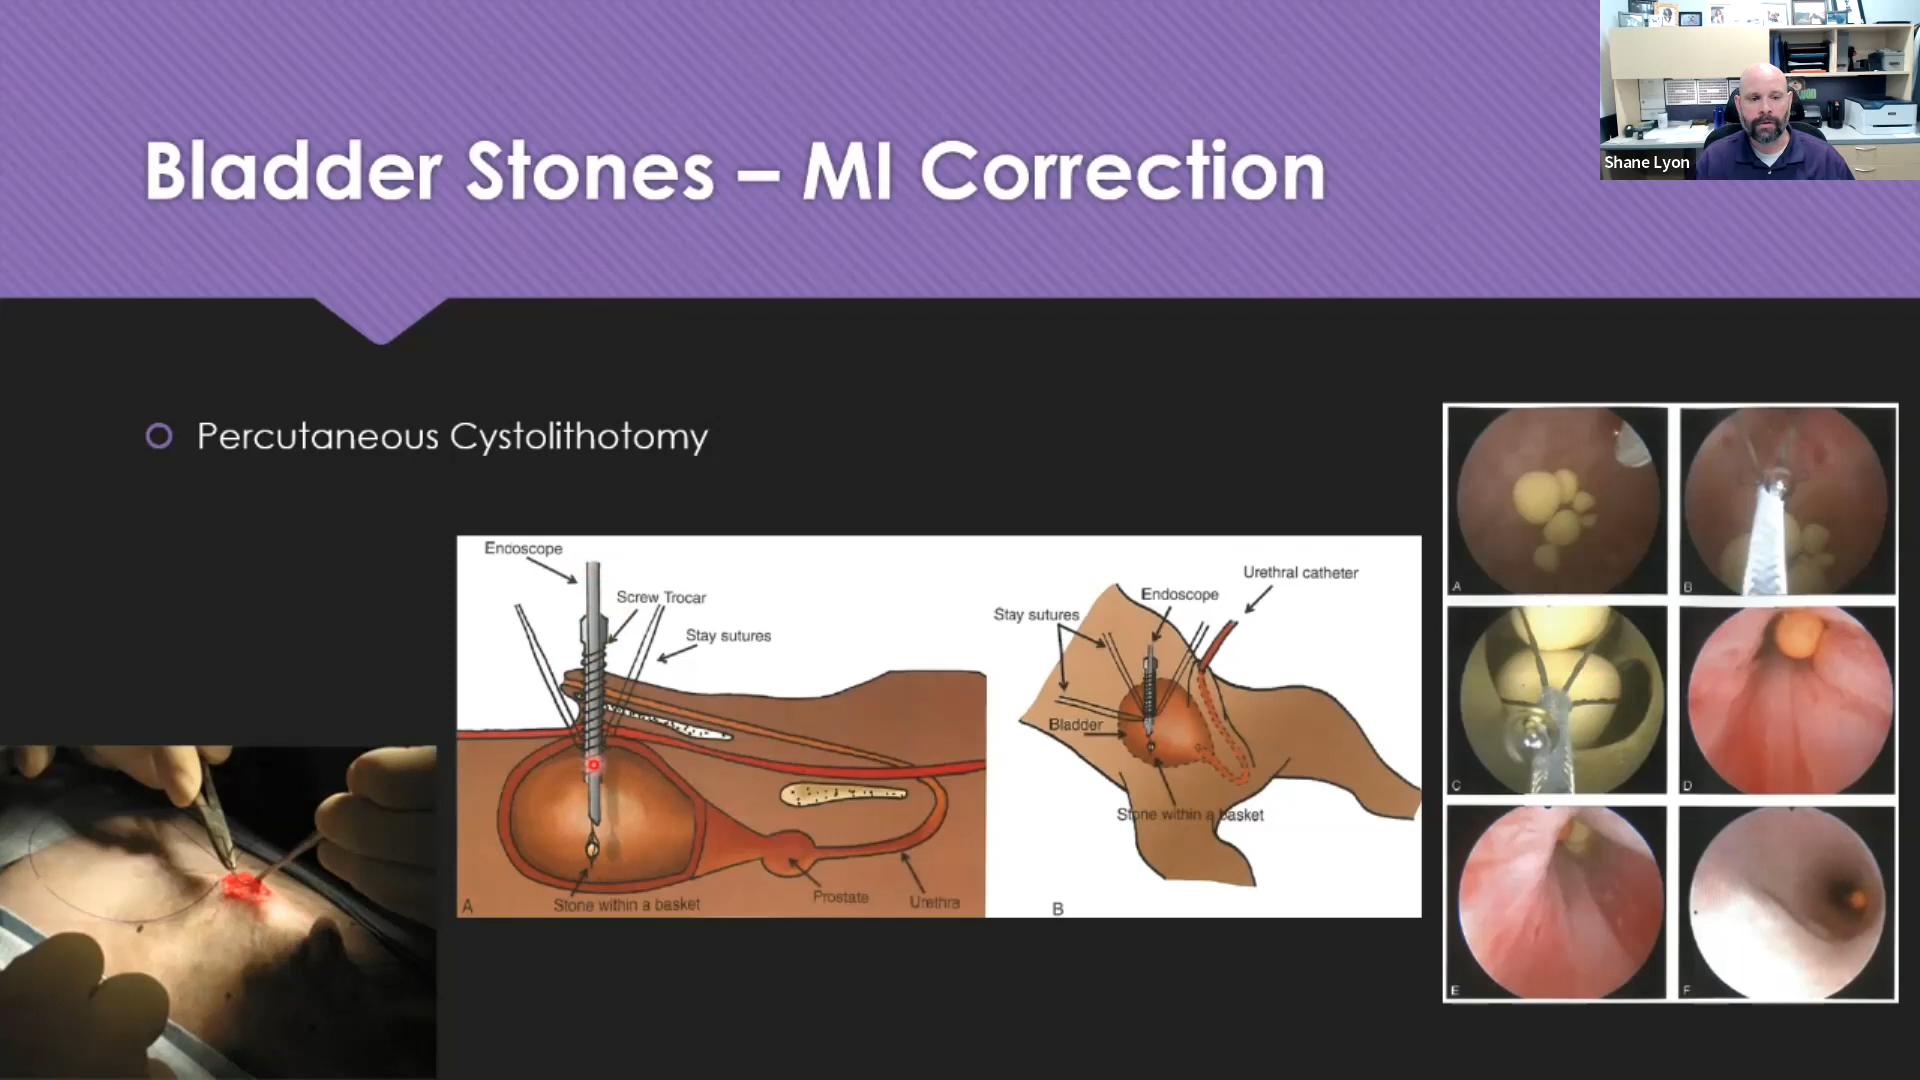 Bladder Stones – MI Correction
Shane Lyon
Percutaneous Cystolithotomy
Endoscope
Screw Trocar
Stay sutures
Stone within a basket
Prostate
Urethra
A
Urethral catheter
Endoscope
Stay sutures
Bladder
Stone within a basket
B
A
B
C
D
E
F